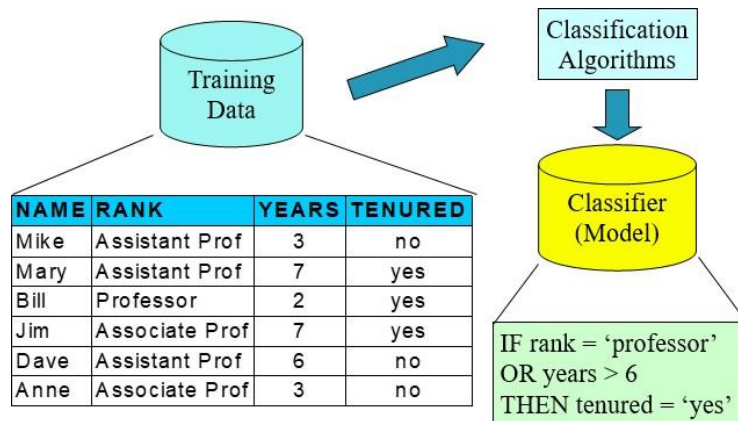 Training
Data
Classification
Algorithms
Classifier
(Model)
NAME RANK YEARS TENURED
Mike Assistant Prof 3 no
Mary Assistant Prof 7 yes
Bill Professor 2 yes
Jim Associate Prof 7 yes
Dave Assistant Prof 6 no
Anne Associate Prof 3 no
IF rank = ‘professor’
OR years > 6
THEN tenured = ‘yes’